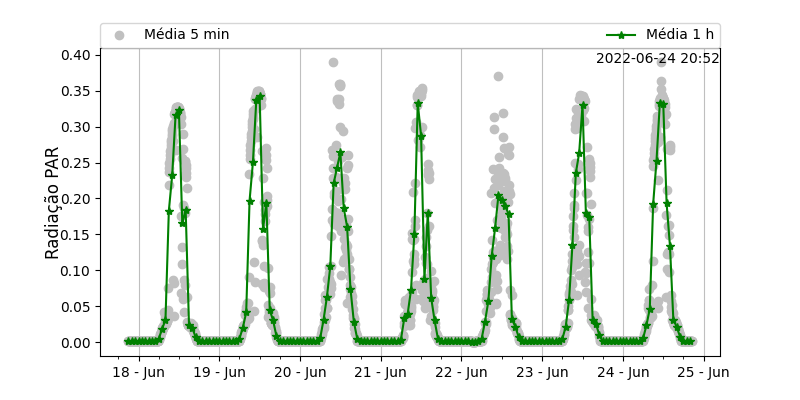 Média 5 min
Média 1 h
2022-06-24 20:52
Radiação PAR
0.40
0.35
0.30
0.25
0.20
0.15
0.10
0.05
0.00
18 - Jun
19 - Jun
20 - Jun
21 - Jun
22 - Jun
23 - Jun
24 - Jun
25 - Jun